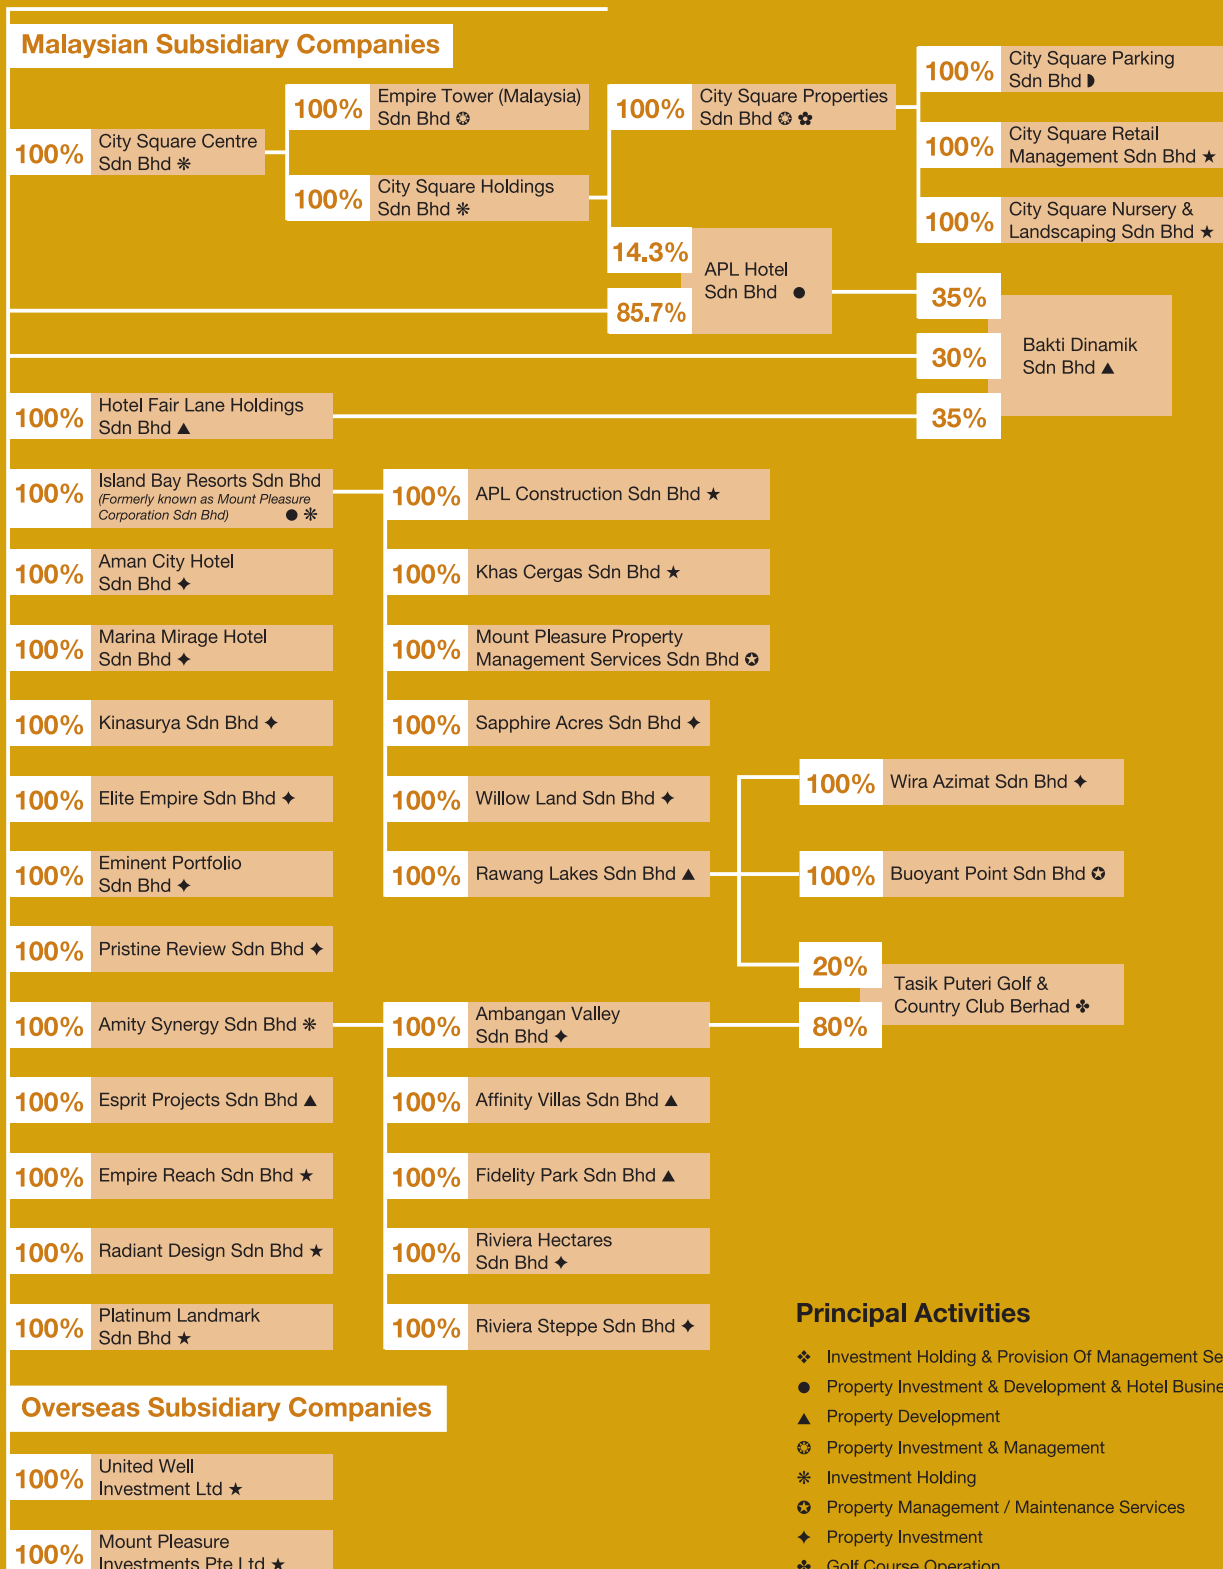 Malaysian Subsidiary Companies
100% City Square Centre
Sdn Bhd ❋
100% Empire Tower (Malaysia)
Sdn Bhd ❂
100% City Square Holdings
Sdn Bhd ❋
100% City Square Properties
Sdn Bhd ❂ ✿
100% City Square Parking
Sdn Bhd ◗
100% City Square Retail
Management Sdn Bhd ★
100% City Square Nursery &
Landscaping Sdn Bhd ★
14.3%
85.7%
APL Hotel
Sdn Bhd ●
35%
30%
35%
Bakti Dinamik
Sdn Bhd ▲
100% Hotel Fair Lane Holdings
Sdn Bhd ▲
100% Island Bay Resorts Sdn Bhd
(Formerly known as Mount Pleasure
Corporation Sdn Bhd) ● ❋
100% Aman City Hotel
Sdn Bhd ✦
100% Marina Mirage Hotel
Sdn Bhd ✦
100% Kinasurya Sdn Bhd ✦
100% Elite Empire Sdn Bhd ✦
100% Eminent Portfolio
Sdn Bhd ✦
100% Pristine Review Sdn Bhd ✦
100% Amity Synergy Sdn Bhd ❋
100% Esprit Projects Sdn Bhd ▲
100% Empire Reach Sdn Bhd ★
100% Radiant Design Sdn Bhd ★
100% Platinum Landmark
Sdn Bhd ★
100% APL Construction Sdn Bhd ★
100% Khas Cergas Sdn Bhd ★
100% Mount Pleasure Property
Management Services Sdn Bhd ✪
100% Sapphire Acres Sdn Bhd ✦
100% Willow Land Sdn Bhd ✦
100% Rawang Lakes Sdn Bhd ▲
100% Wira Azimat Sdn Bhd ✦
100% Buoyant Point Sdn Bhd ✪
20%
80%
Tasik Puteri Golf &
Country Club Berhad ✤
100% Ambangan Valley
Sdn Bhd ✦
100% Affinity Villas Sdn Bhd ▲
100% Fidelity Park Sdn Bhd ▲
100% Riviera Hectares
Sdn Bhd ✦
100% Riviera Steppe Sdn Bhd ✦
Overseas Subsidiary Companies
100% United Well
Investment Ltd ★
100% Mount Pleasure
Investments Pte Ltd ★
Principal Activities
❖ Investment Holding & Provision Of Management Se
● Property Investment & Development & Hotel Busine
▲ Property Development
❂ Property Investment & Management
❋ Investment Holding
✪ Property Management / Maintenance Services
✦ Property Investment
✤ Golf Course Operation